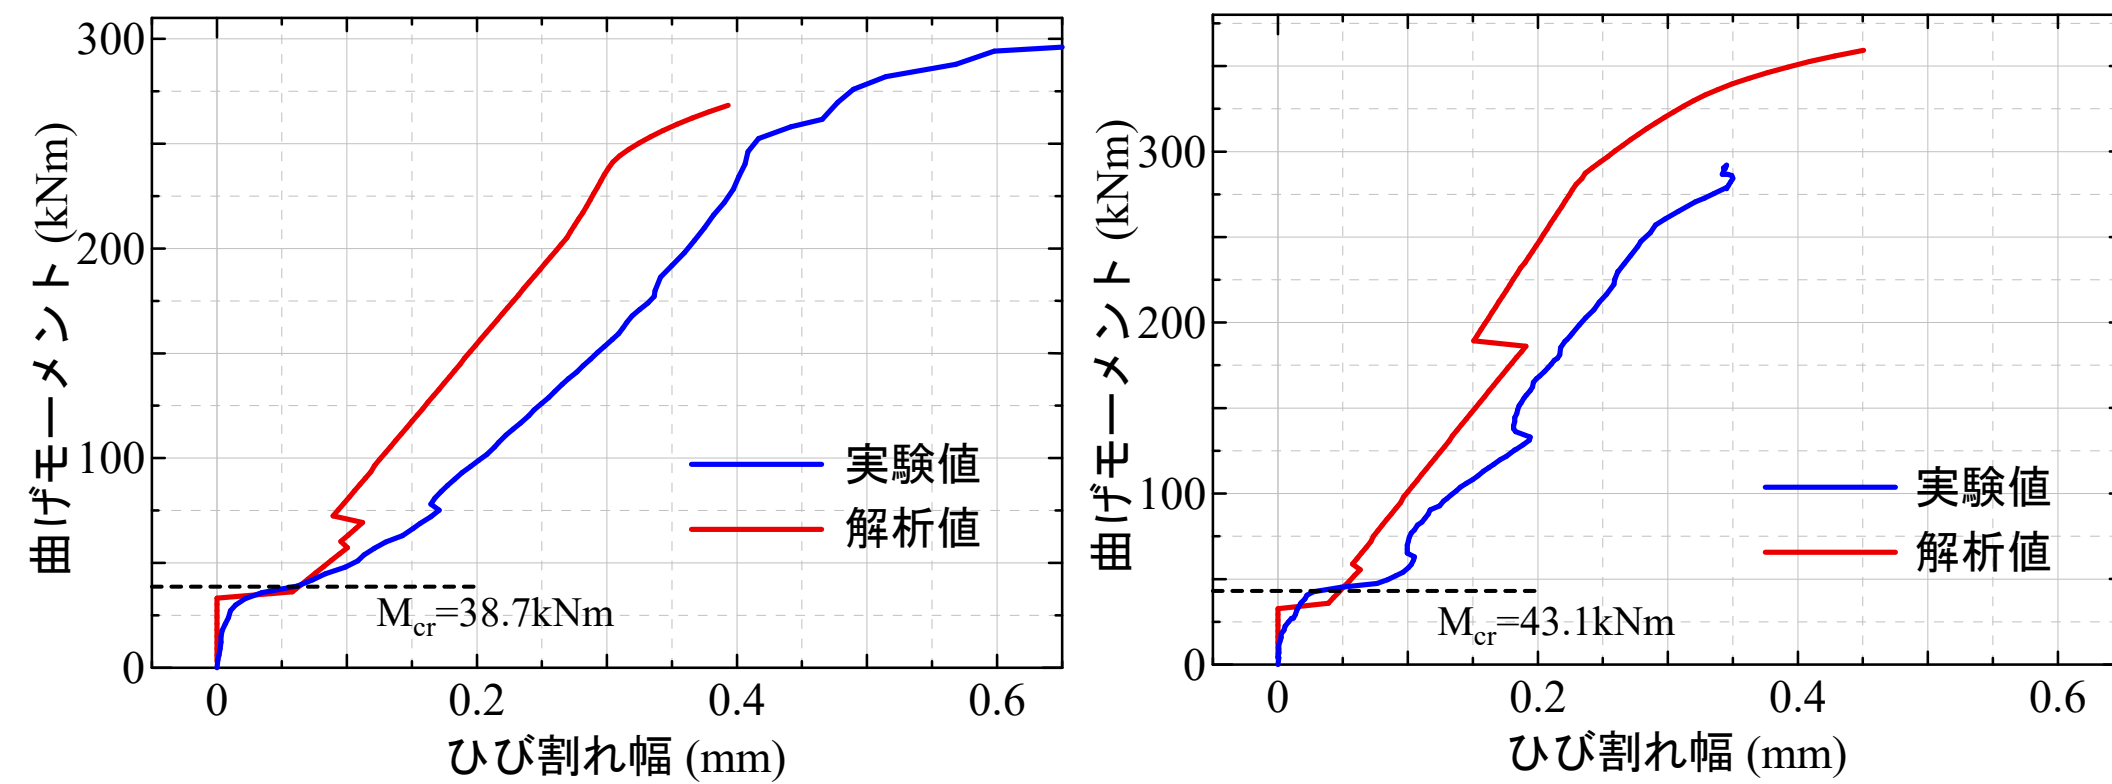 300
200
100
0
曲げモーメント (kNm)
実験値
解析値
Mcr=38.7kNm
0 0.2 0.4 0.6
ひび割れ幅 (mm)
300
200
100
0
曲げモーメント (kNm)
実験値
解析値
Mcr=43.1kNm
0 0.2 0.4 0.6
ひび割れ幅 (mm)